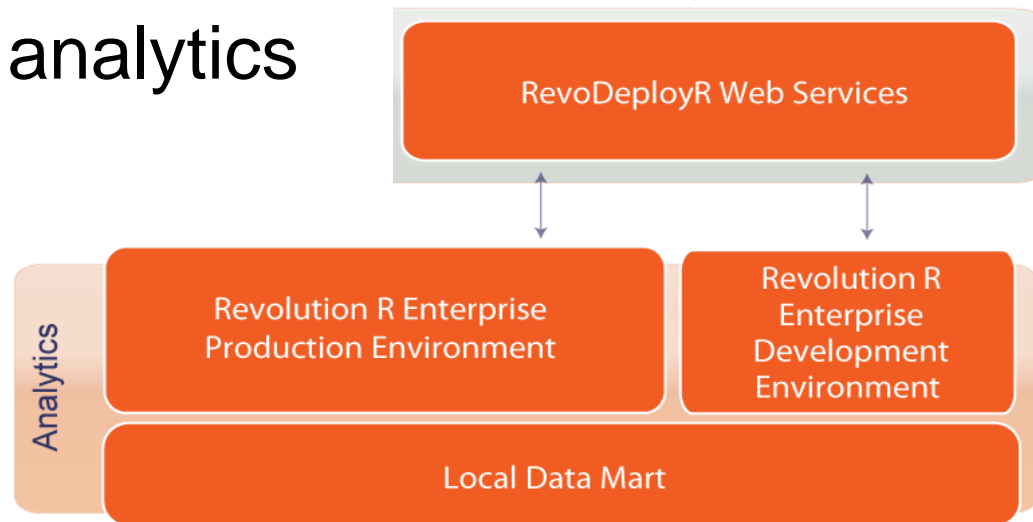 analytics
RevoDeployR Web Services
Revolution R Enterprise
Production Environment
Revolution R
Enterprise
Development
Environment
Analytics
Local Data Mart